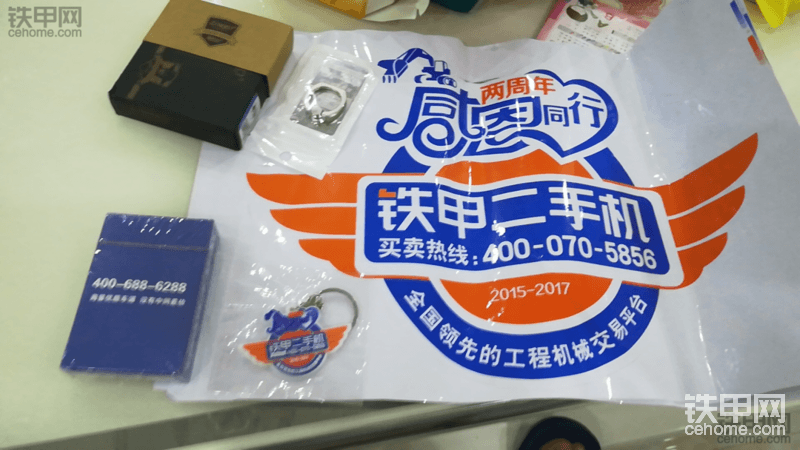 铁甲网
cehome.com
两周年
感恩同行
铁甲二手机
买卖热线:400-070-5856
2015-2017
全国领先的工程机械交易平台
400-688-6288
铁甲二手机
铁甲网
cehome.com